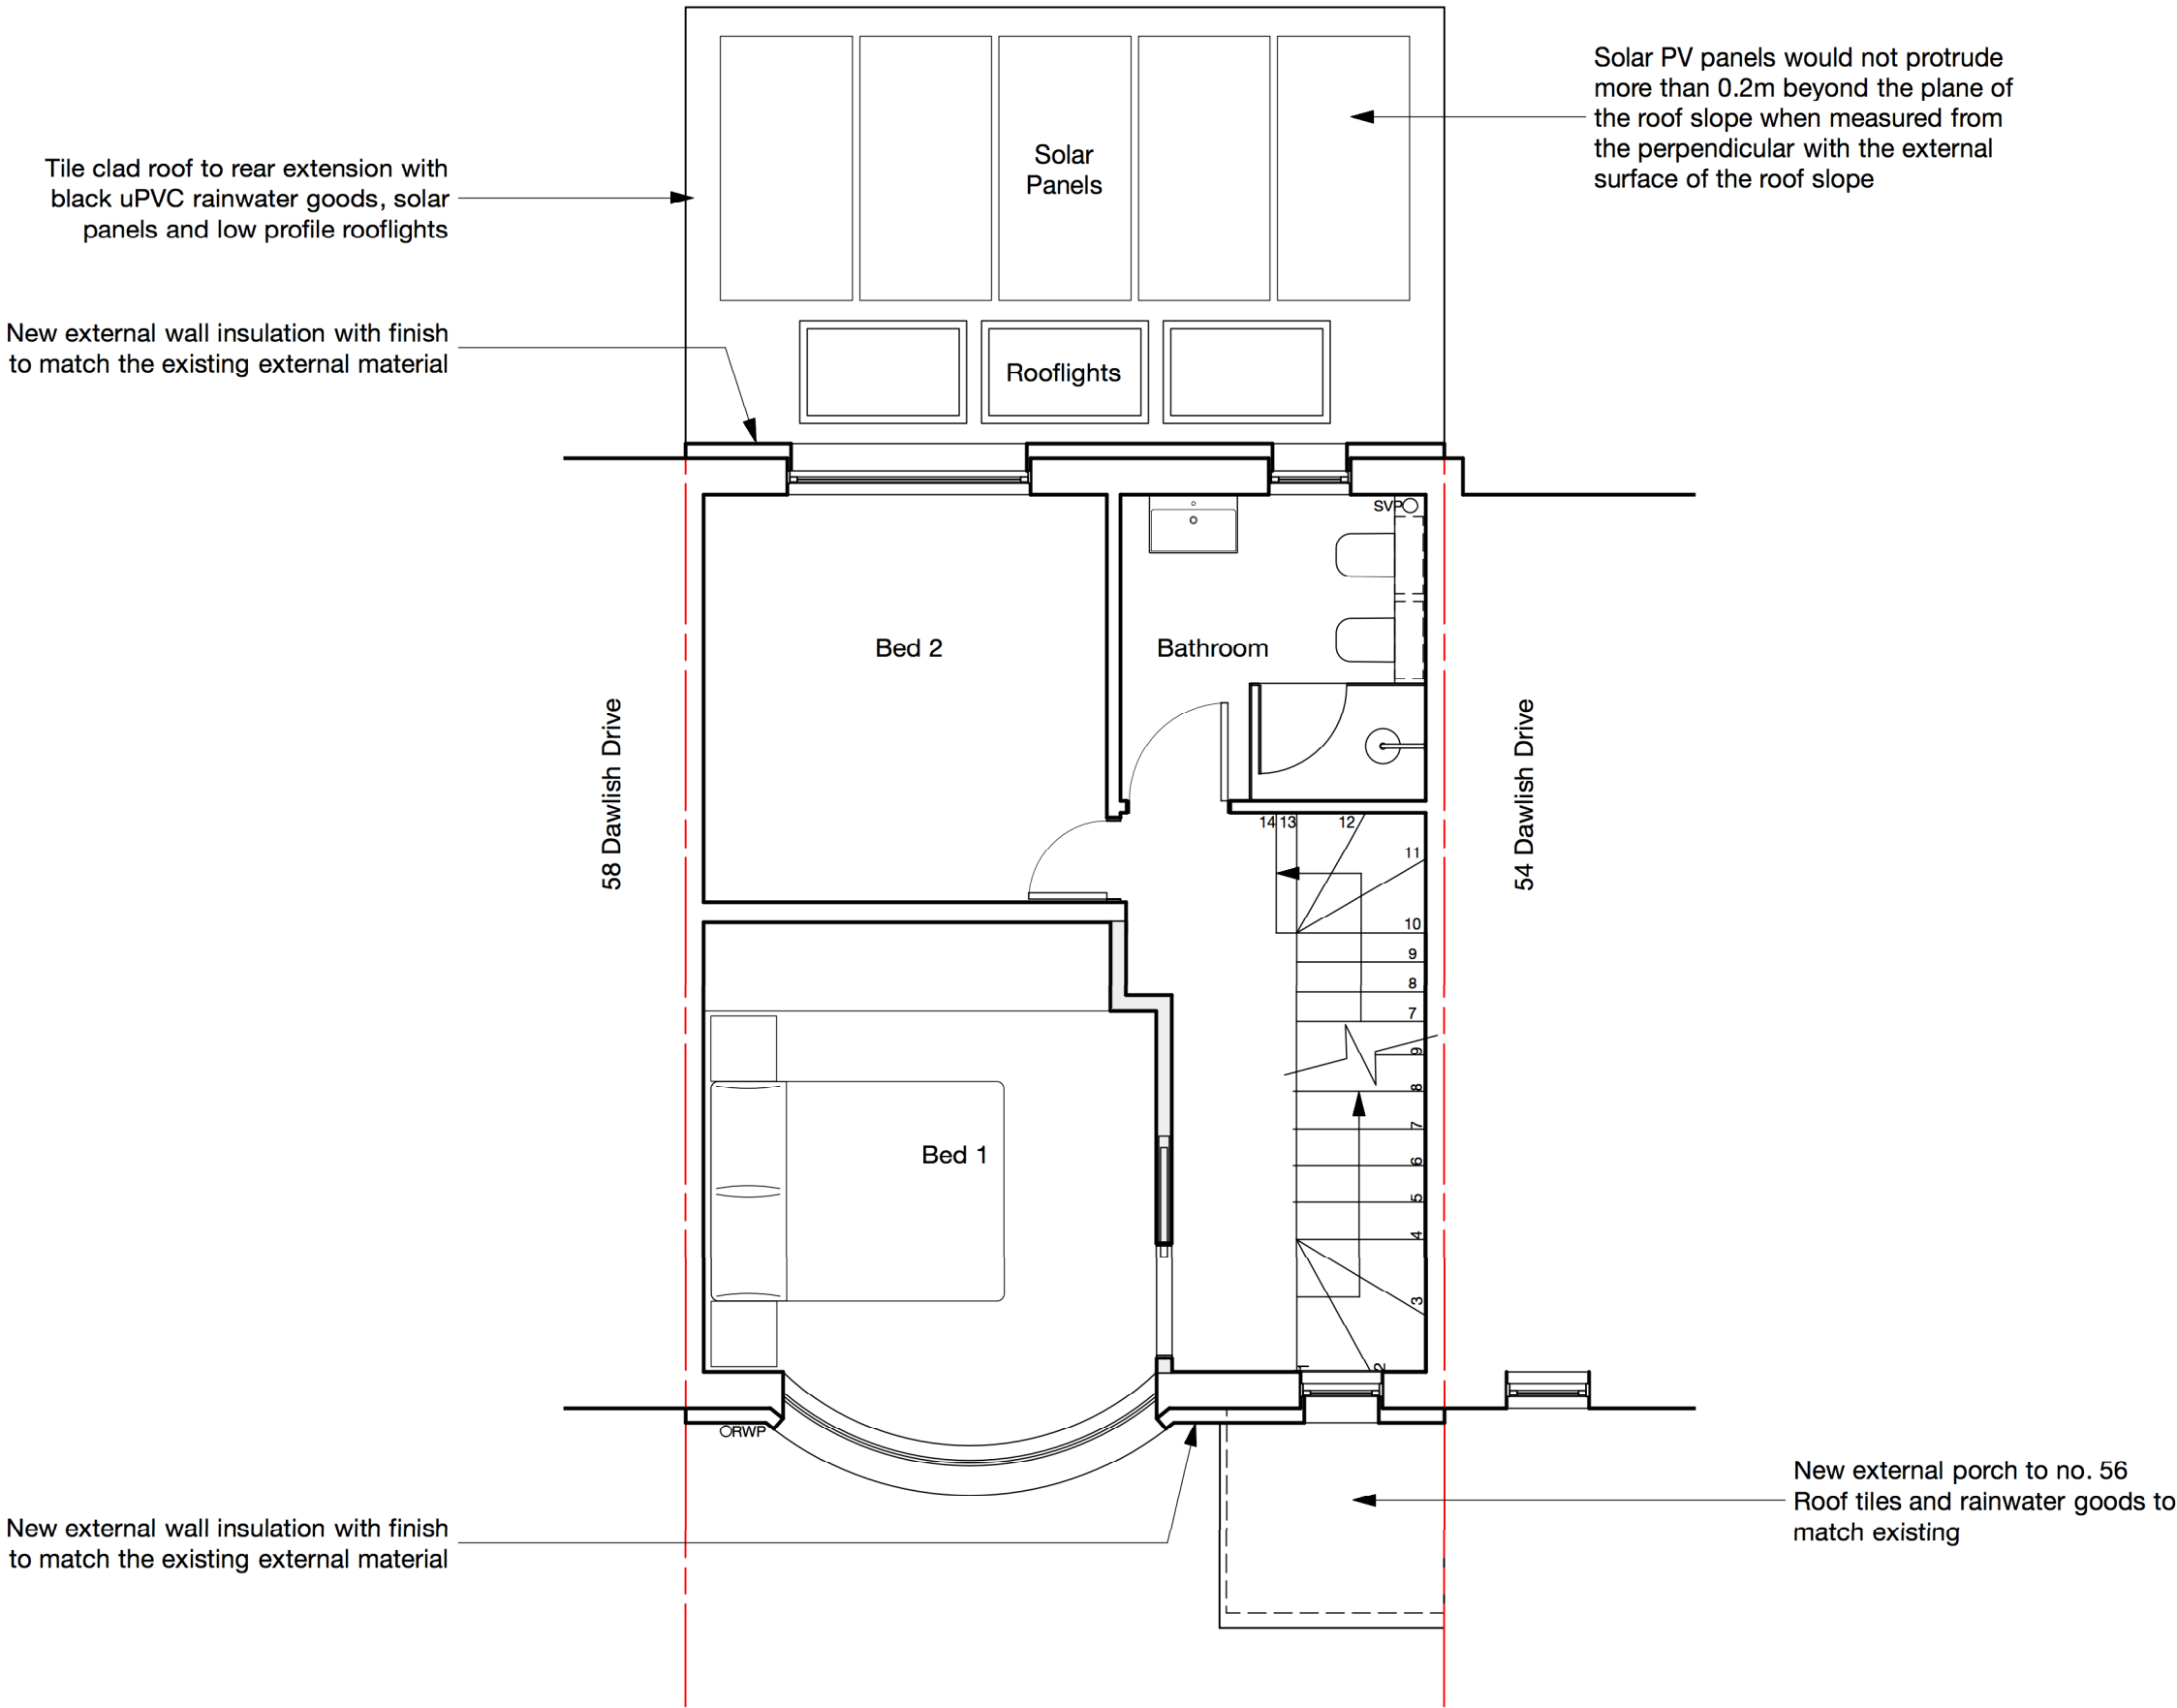 Solar PV panels would not protrude
more than 0.2m beyond the plane of
the roof slope when measured from
the perpendicular with the external
surface of the roof slope
Tile clad roof to rear extension with
black uPVC rainwater goods, solar
panels and low profile rooflights
Solar
Panels
New external wall insulation with finish
to match the existing external material
Rooflights
SVP
Bed 2
Bathroom
58 Dawlish Drive
54 Dawlish Drive
14 13 12
11
10
9
8
7
9
8
7
6
5
4
3
2
1
Bed 1
RWP
New external porch to no. 56
Roof tiles and rainwater goods to
match existing
New external wall insulation with finish
to match the existing external material